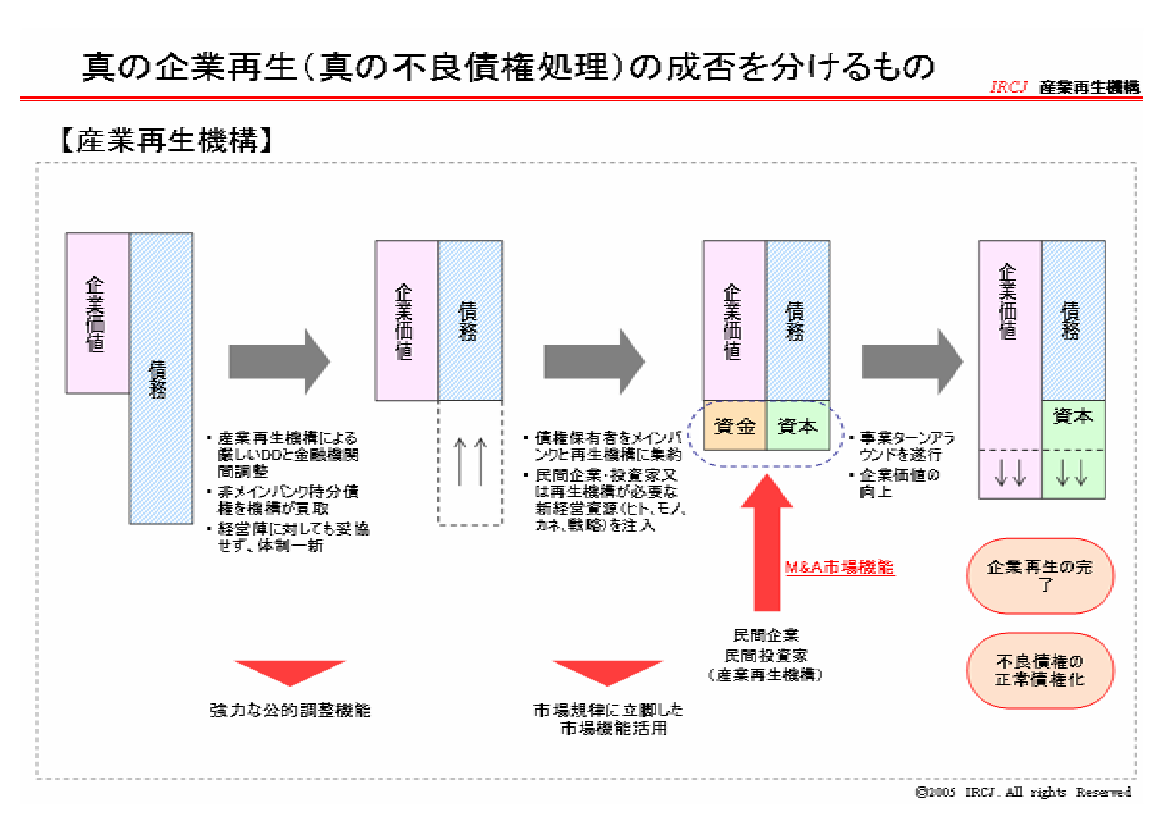 真の企業再生（真の不良債権処理）の成否を分けるもの
IRCJ 産業再生機構
【産業再生機構】
企業価値
債務
企業価値
債務
企業価値
債務
資金
資本
企業価値
債務
資本
・産業再生機構による
厳しいDDと金融機関
間調整
・非メインバンク持分債
権を機構が買取
・経営陣に対しても妥協
せず、体制一新
・債権保有者をメインバ
ンクと再生機構に集約
・民間企業・投資家又
は再生機構が必要な
新経営資源（ヒト、モノ、
カネ、戦略）を注入
・事業ターンアラ
ウンドを遂行
・企業価値の
向上
M&A市場機能
民間企業
民間投資家
（産業再生機構）
企業再生の完
了
不良債権の
正常債権化
強力な公的調整機能
市場規律に立脚した
市場機能活用
©2005 IRCJ. All rights Reserved